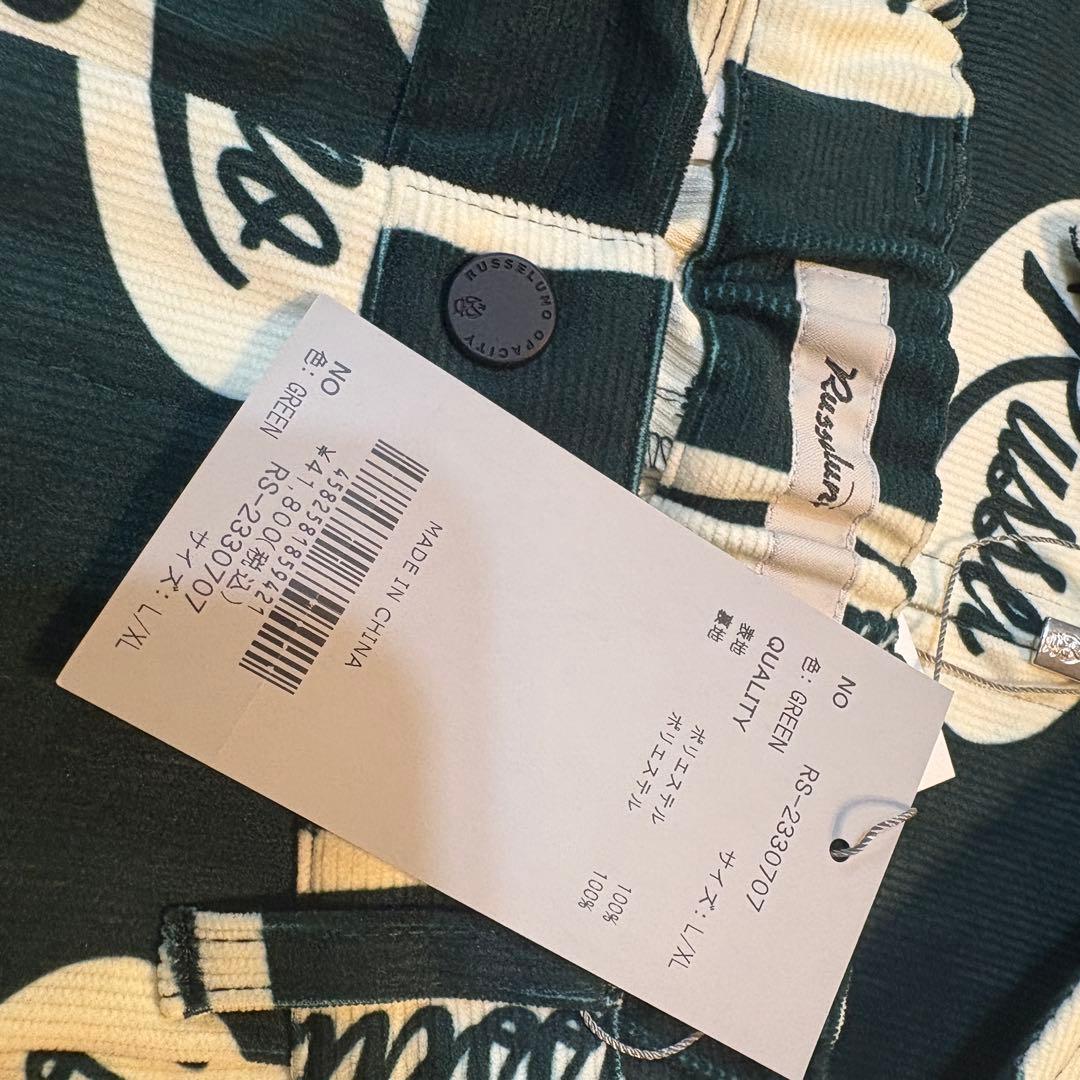 NO RS-2330707
色: GREEN サイズ: L/XL
QUALITY
表地 ポリエステル 100%
裏地 ポリエステル 100%
MADE IN CHINA
4582581859421
¥41,800(税込)
NO RS-2330707
色: GREEN サイズ: L/XL
RUSSELUMO OPACITY